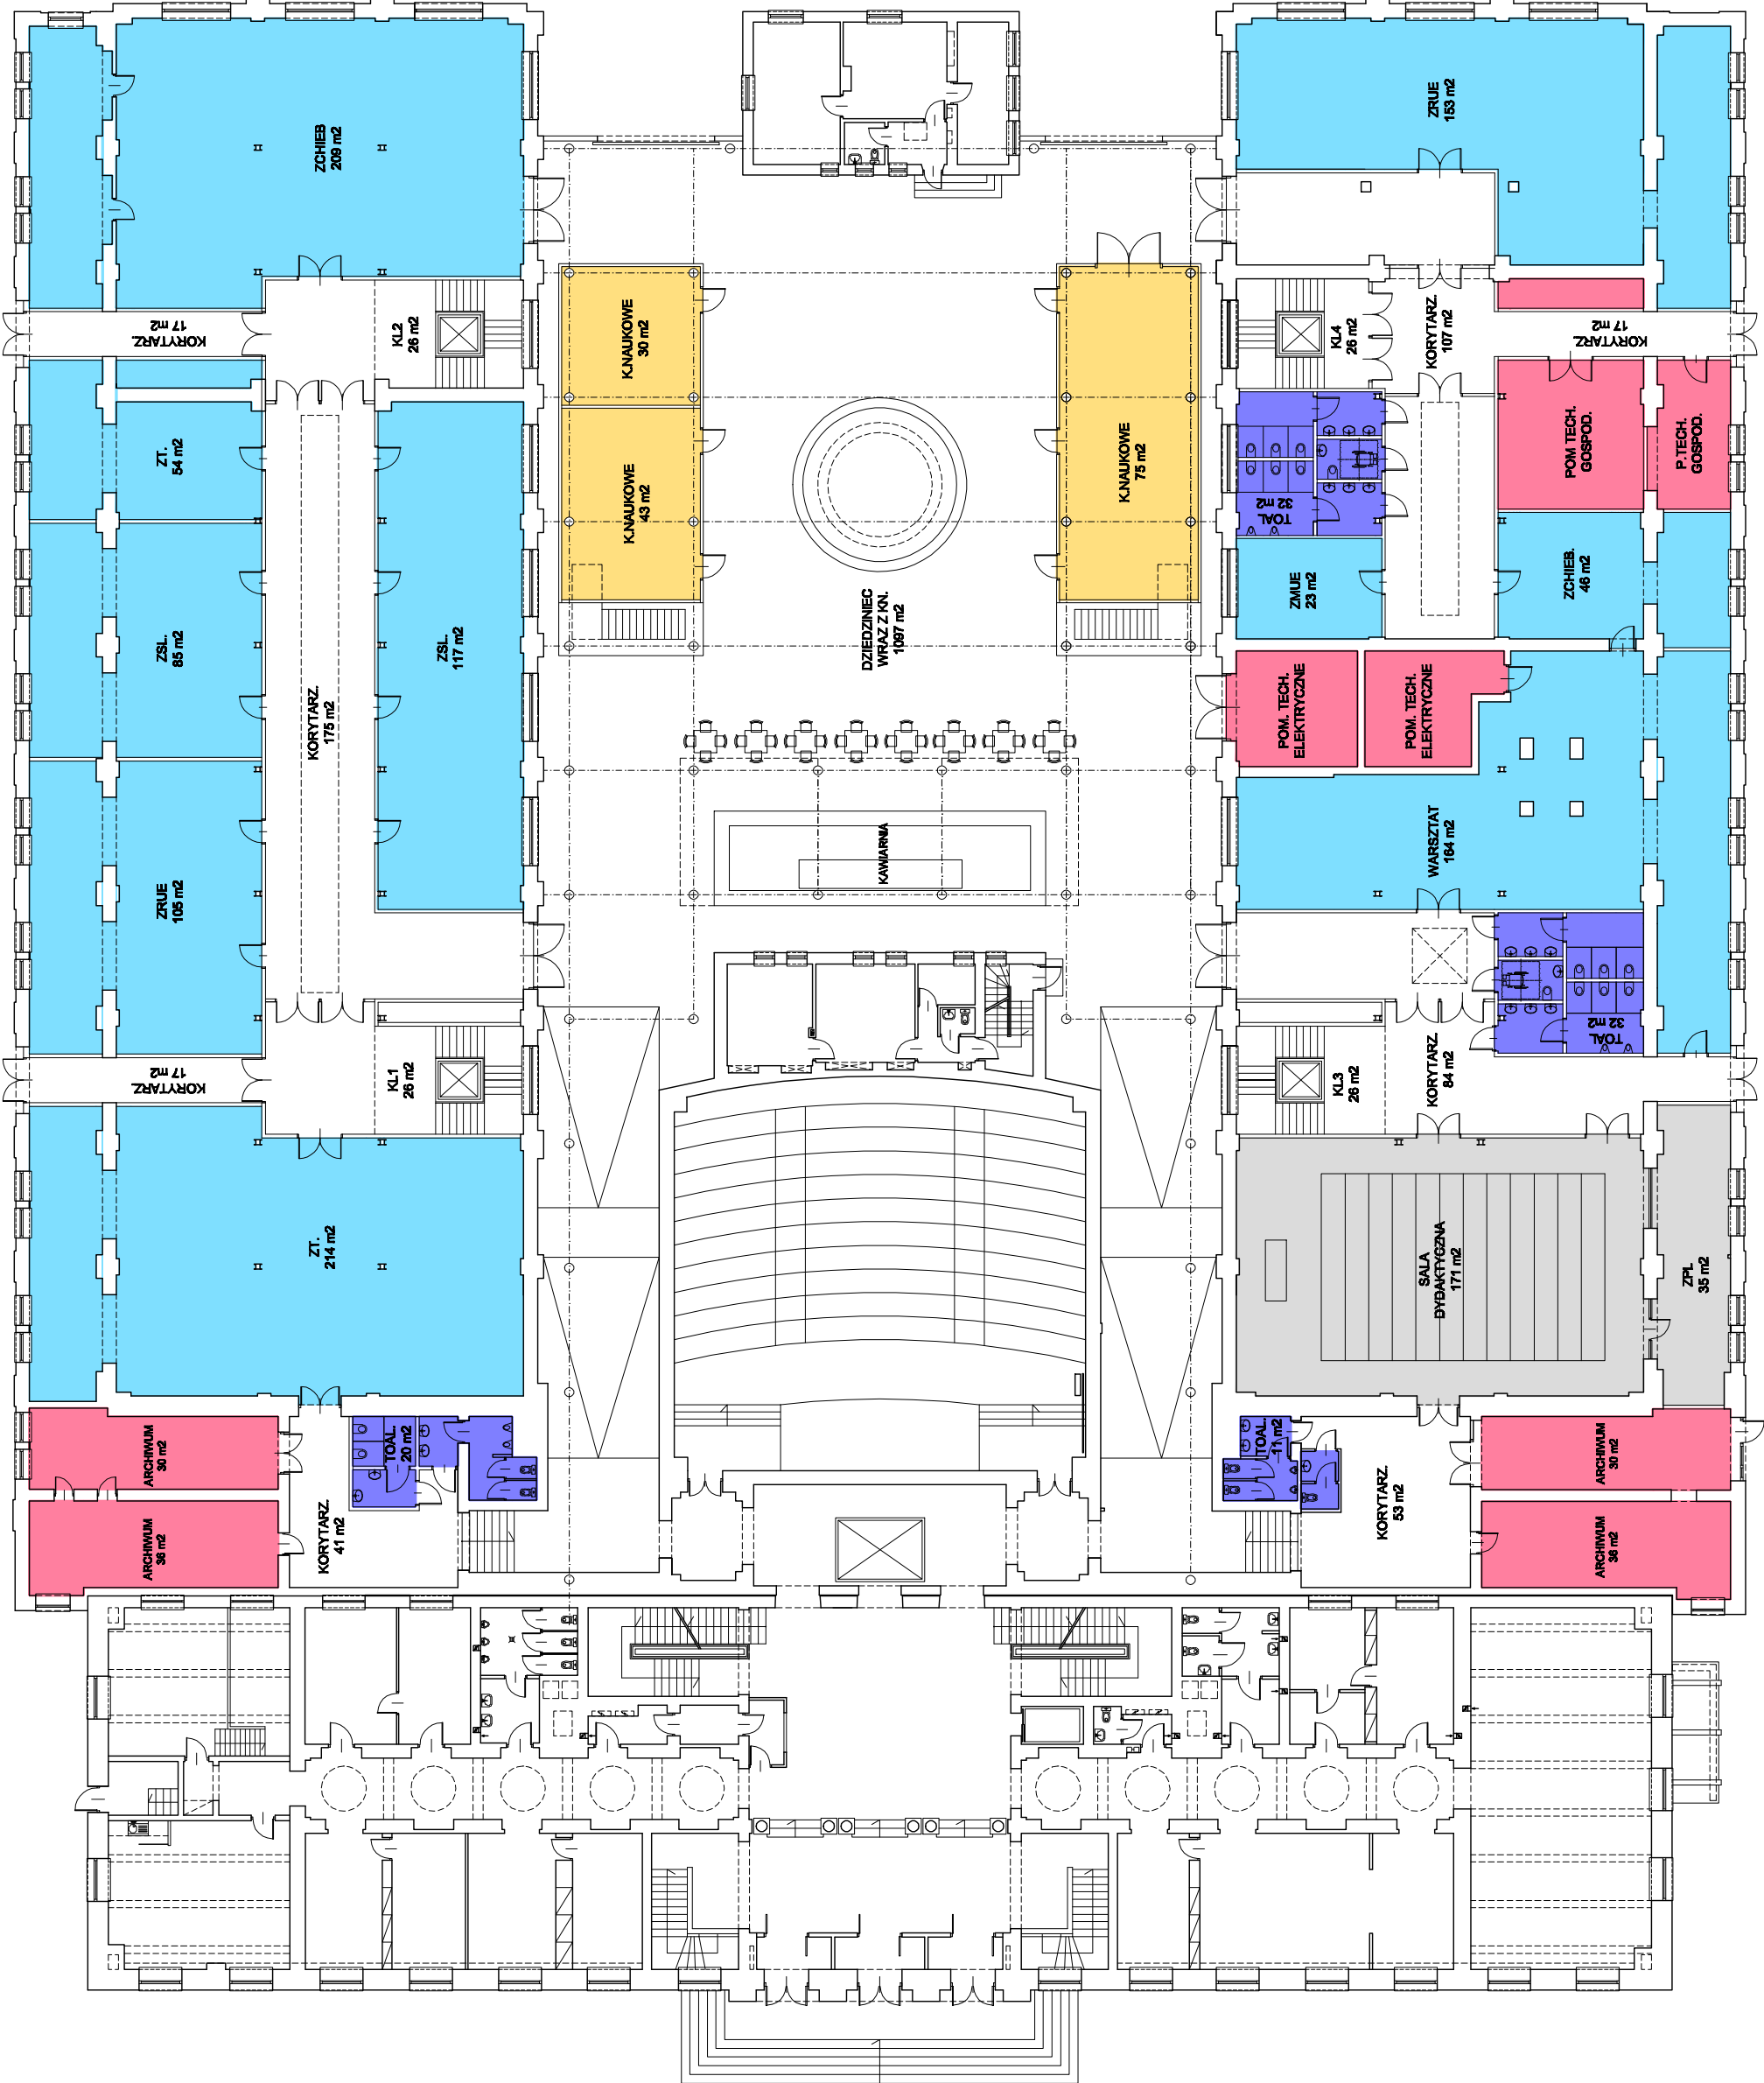 ZCHIEB
209 m2
ZRUE
153 m2
KORYTARZ.
17 m2
KL2
26 m2
K.NAUKOWE
30 m2
KL4
26 m2
KORYTARZ.
107 m2
KORYTARZ.
17 m2
ZT.
54 m2
K.NAUKOWE
43 m2
K.NAUKOWE
75 m2
TOAL.
32 m2
POM TECH.
GOSPOD.
P.TECH.
GOSPOD.
ZSL.
85 m2
KORYTARZ.
175 m2
ZSL.
117 m2
DZIEDZINIEC
WRAZ Z KN.
1097 m2
ZMUE
23 m2
ZCHIEB.
46 m2
POM. TECH.
ELEKTRYCZNE
POM. TECH.
ELEKTRYCZNE
ZRUE
105 m2
KAWIARNIA
WARSZTAT
164 m2
TOAL.
32 m2
KORYTARZ.
17 m2
KL1
26 m2
KL3
26 m2
KORYTARZ.
84 m2
ZT.
214 m2
SALA
DYDAKTYCZNA
171 m2
ZPL
35 m2
ARCHIWUM
30 m2
TOAL.
20 m2
TOAL.
11 m2
ARCHIWUM
30 m2
ARCHIWUM
36 m2
KORYTARZ.
41 m2
KORYTARZ.
53 m2
ARCHIWUM
36 m2